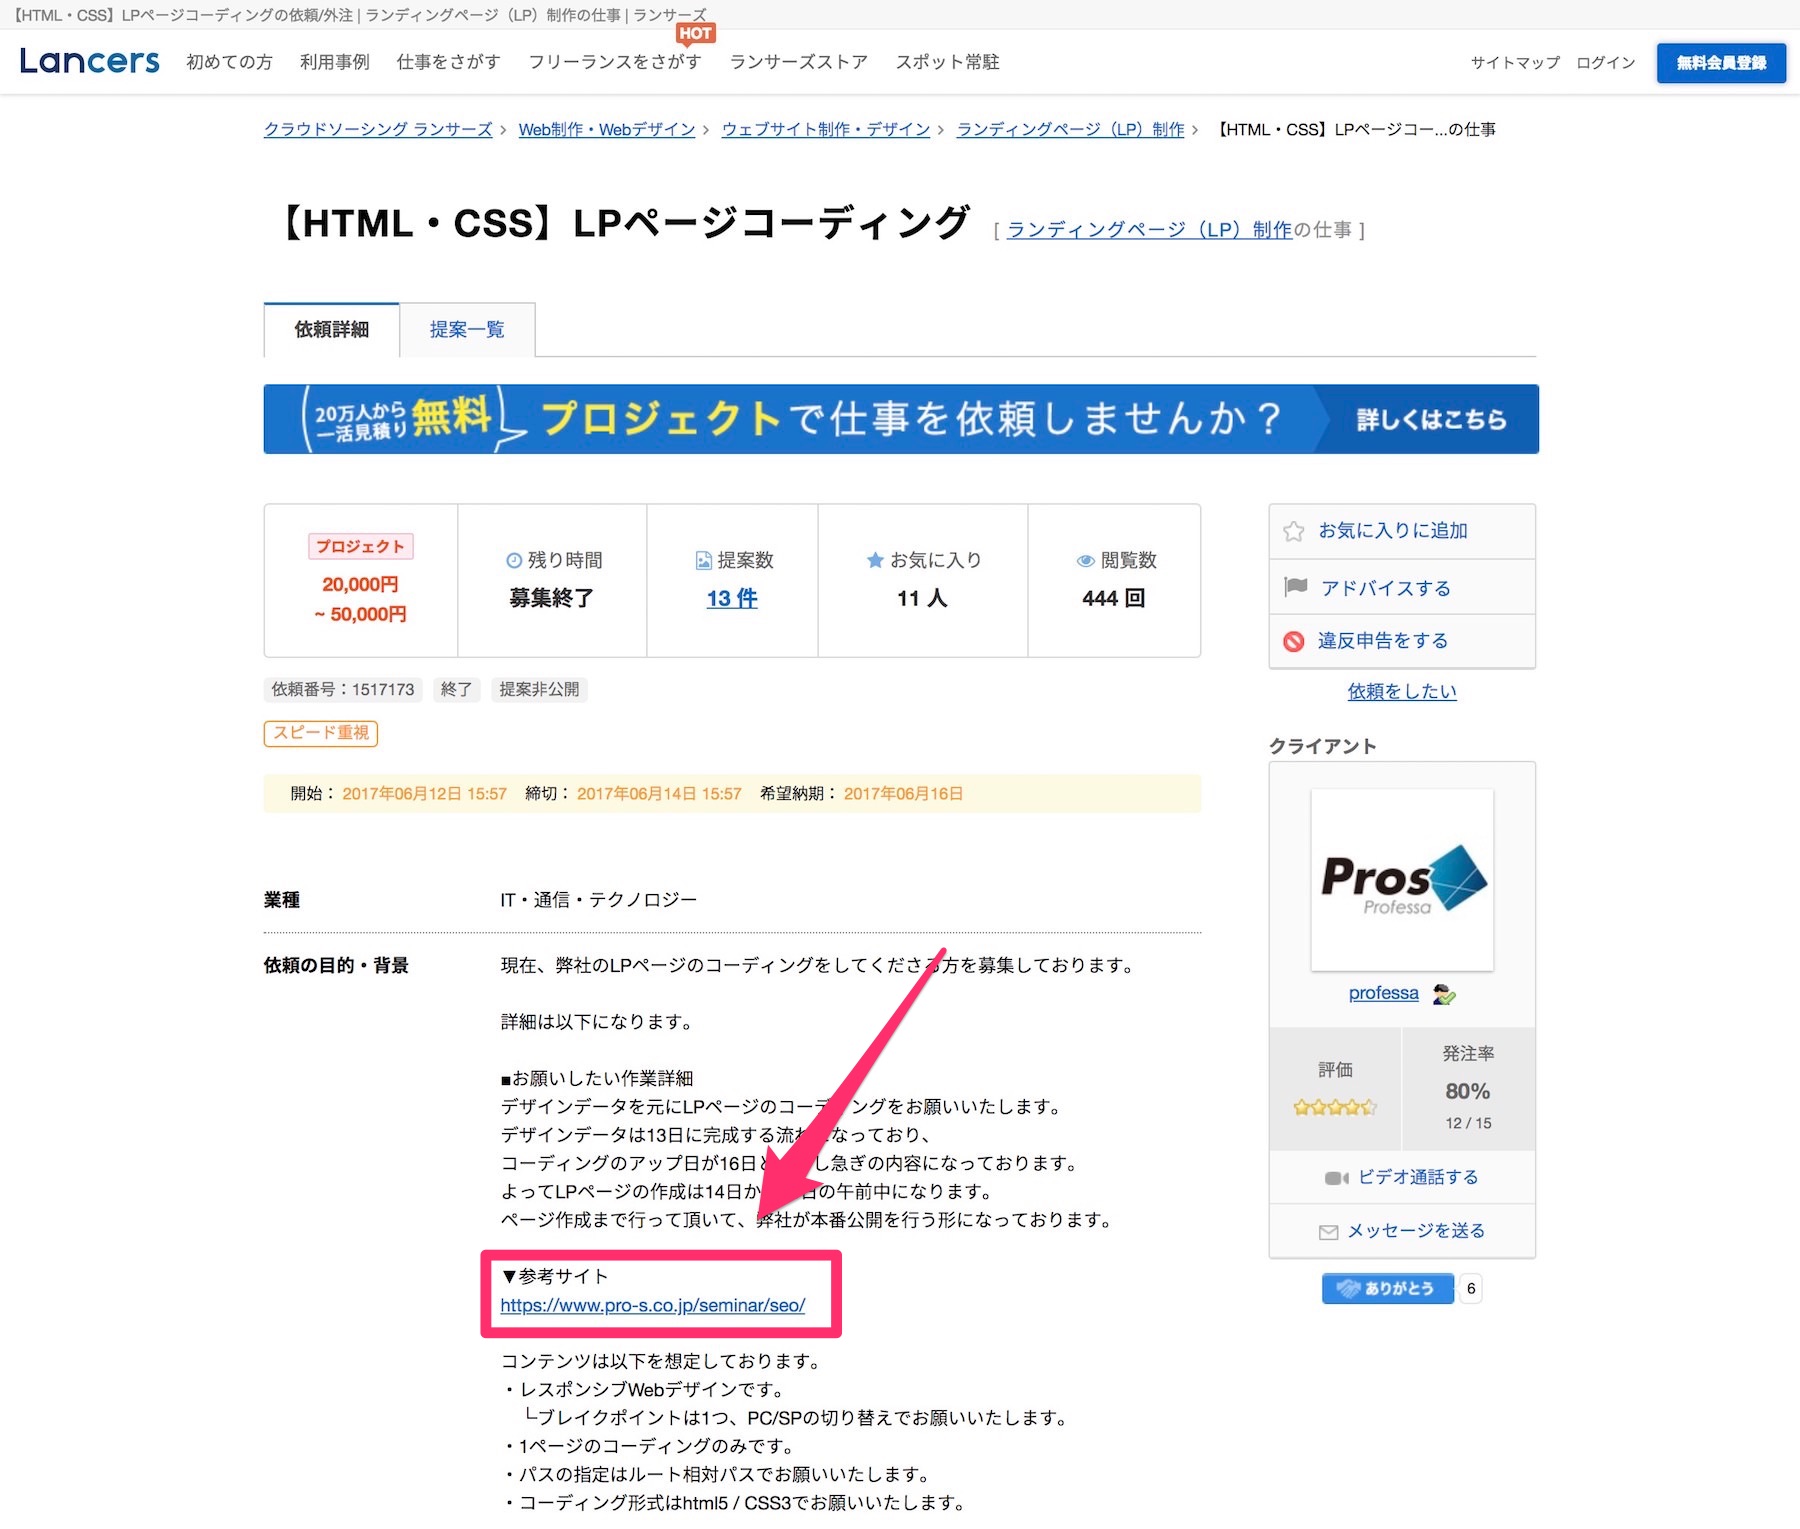 【HTML・CSS】LPページコーディングの依頼/外注 | ランディングページ（LP）制作の仕事 | ランサーズ
HOT
Lancers 初めての方 利用事例 仕事をさがす フリーランスをさがす ランサーズストア スポット常駐 サイトマップ ログイン 無料会員登録
クラウドソーシング ランサーズ › Web制作・Webデザイン › ウェブサイト制作・デザイン › ランディングページ（LP）制作 › 【HTML・CSS】LPページコー...の仕事
【HTML・CSS】LPページコーディング [ ランディングページ（LP）制作の仕事 ]
依頼詳細 提案一覧
20万人から
一活見積り
無料
プロジェクトで仕事を依頼しませんか？ 詳しくはこちら
プロジェクト
20,000円
~ 50,000円
残り時間
募集終了
提案数
13 件
お気に入り
11 人
閲覧数
444 回
依頼番号：1517173 終了 提案非公開
スピード重視
開始： 2017年06月12日 15:57 締切： 2017年06月14日 15:57 希望納期： 2017年06月16日
業種 IT・通信・テクノロジー
依頼の目的・背景 現在、弊社のLPページのコーディングをしてくださる方を募集しております。
詳細は以下になります。
■お願いしたい作業詳細
デザインデータを元にLPページのコーディングをお願いいたします。
デザインデータは13日に完成する流れになっており、
コーディングのアップ日が16日と し急ぎの内容になっております。
よってLPページの作成は14日か 日の午前中になります。
ページ作成まで行って頂いて、弊社が本番公開を行う形になっております。
▼参考サイト
https://www.pro-s.co.jp/seminar/seo/
コンテンツは以下を想定しております。
・レスポンシブWebデザインです。
└ブレイクポイントは1つ、PC/SPの切り替えでお願いいたします。
・1ページのコーディングのみです。
・パスの指定はルート相対パスでお願いいたします。
・コーディング形式はhtml5 / CSS3でお願いいたします。
お気に入りに追加
アドバイスする
違反申告をする
依頼をしたい
クライアント
Pros
Professa
professa
評価
発注率
80%
12 / 15
ビデオ通話する
メッセージを送る
ありがとう 6